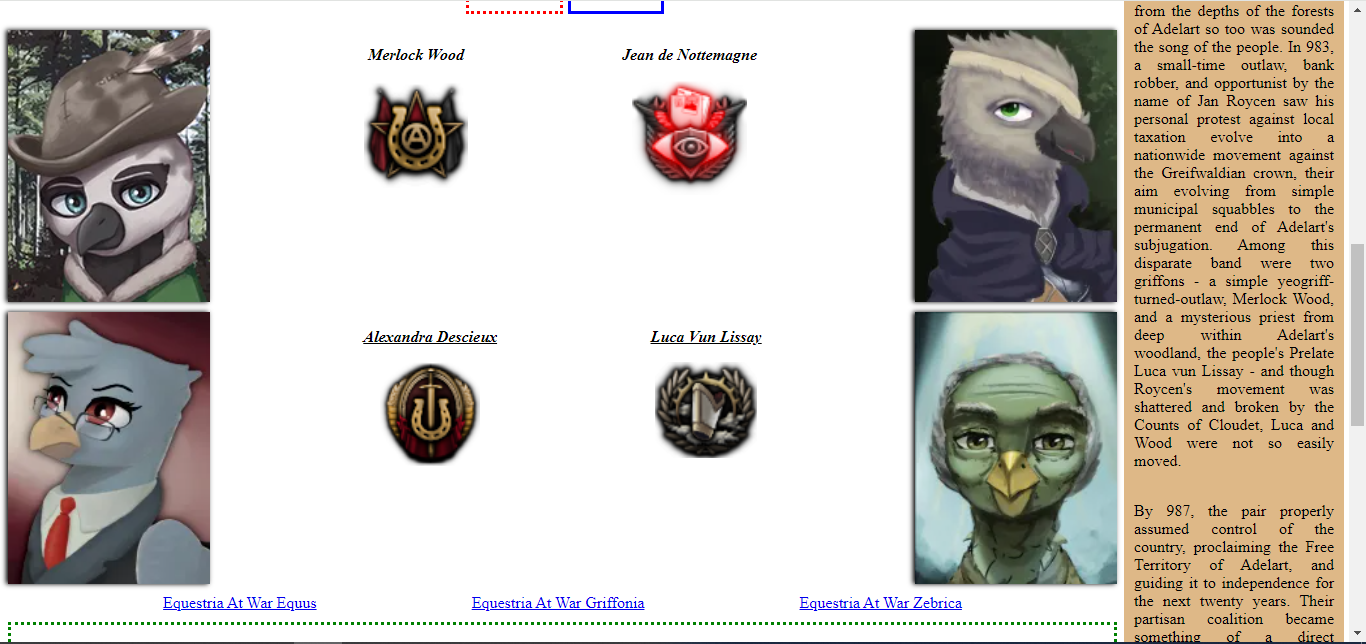 Merlock Wood
Jean de Nottemagne
Alexandra Descieux
Luca Vun Lissay
Equestria At War Equus
Equestria At War Griffonia
Equestria At War Zebrica
from the depths of the forests
of Adelart so too was sounded
the song of the people. In 983,
a small-time outlaw, bank
robber, and opportunist by the
name of Jan Roycen saw his
personal protest against local
taxation evolve into a
nationwide movement against
the Greifwaldian crown, their
aim evolving from simple
municipal squabbles to the
permanent end of Adelart's
subjugation. Among this
disparate band were two
griffons - a simple yeogriff-
turned-outlaw, Merlock Wood,
and a mysterious priest from
deep within Adelart's
woodland, the people's Prelate
Luca vun Lissay - and though
Roycen's movement was
shattered and broken by the
Counts of Cloudet, Luca and
Wood were not so easily
moved.
By 987, the pair properly
assumed control of the
country, proclaiming the Free
Territory of Adelart, and
guiding it to independence for
the next twenty years. Their
partisan coalition became
something of a direct